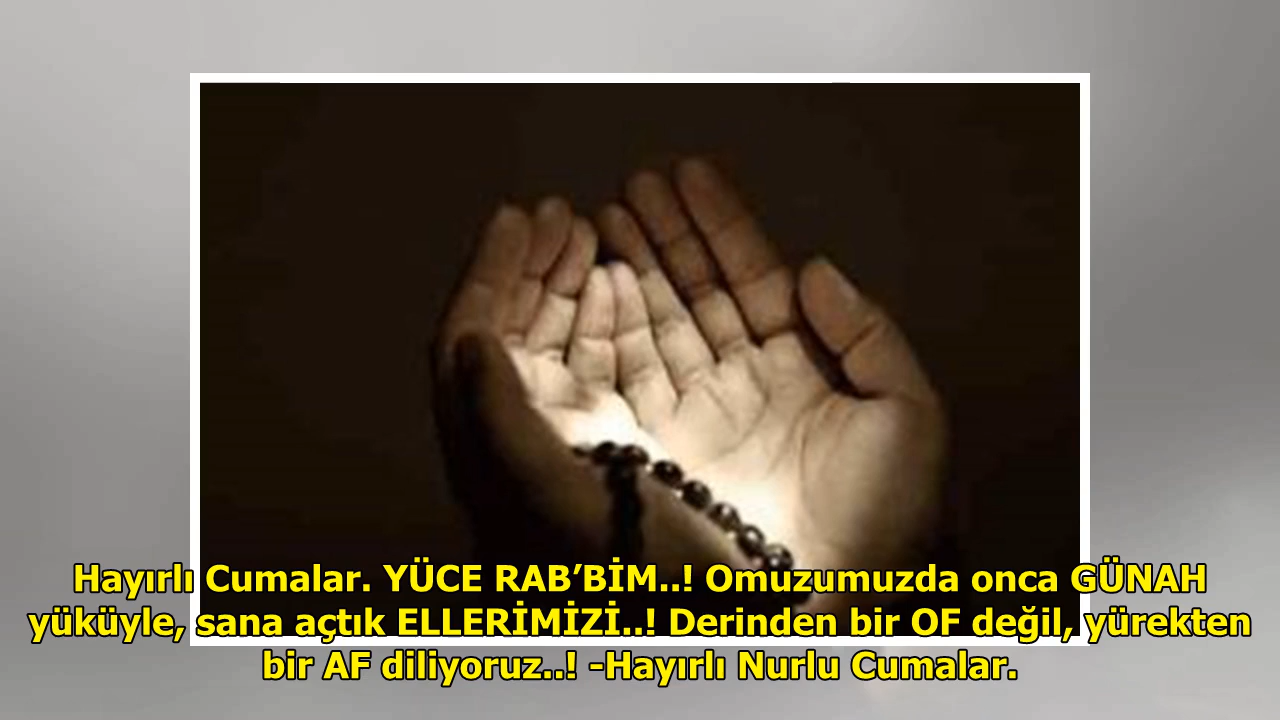 Hayırlı Cumalar. YÜCE RAB’BİM..! Omuzumuzda onca GÜNAH
yüküyle, sana açtık ELLERİMİZİ..! Derinden bir OF değil, yürekten
bir AF diliyoruz..! -Hayırlı Nurlu Cumalar.